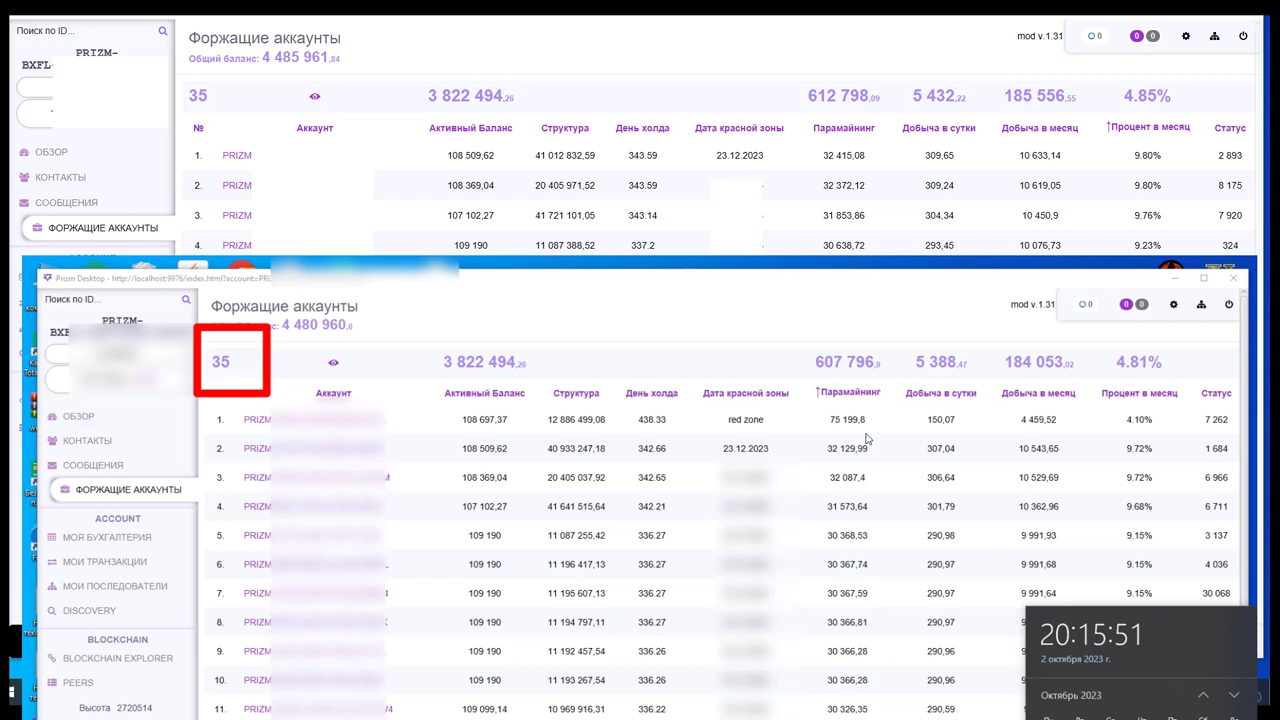 Поиск по ID...
PRIZM-
BXFL-
ОБЗОР
КОНТАКТЫ
СООБЩЕНИЯ
ФОРЖАЩИЕ АККАУНТЫ
Форжащие аккаунты
Общий баланс: 4 485 961,84
mod v.1.31
0
0 0
35 3 822 494,26 612 798,09 5 432,22 185 556,55 4.85%
№ Аккаунт Активный Баланс Структура День холда Дата красной зоны Парамайнинг Добыча в сутки Добыча в месяц ↑Процент в месяц Статус
1. PRIZM 108 509,62 41 012 832,59 343.59 23.12.2023 32 415,08 309,65 10 633,14 9.80% 2 893
2. PRIZM 108 369,04 20 405 971,52 343.59 32 372,12 309,24 10 619,05 9.80% 8 175
3. PRIZM 107 102,27 41 721 101,05 343.14 31 853,86 304,34 10 450,9 9.76% 7 920
4. PRIZM 109 190 11 087 388,52 337.2 30 638,72 293,45 10 076,73 9.23% 324
Prizm Desktop - http://localhost:9976/index.html?account=PRI
Поиск по ID...
PRIZM-
ОБЗОР
КОНТАКТЫ
СООБЩЕНИЯ
ФОРЖАЩИЕ АККАУНТЫ
ACCOUNT
МОЯ БУХГАЛТЕРИЯ
МОИ ТРАНЗАКЦИИ
МОИ ПОСЛЕДОВАТЕЛИ
DISCOVERY
BLOCKCHAIN
BLOCKCHAIN EXPLORER
PEERS
Высота 2720514
Форжащие аккаунты
4 480 960,6
mod v.1.31
0
0 0
35 3 822 494,26 607 796,9 5 388,47 184 053,02 4.81%
Аккаунт Активный Баланс Структура День холда Дата красной зоны ↑Парамайнинг Добыча в сутки Добыча в месяц Процент в месяц Статус
1. PRIZM 108 697,37 12 886 499,08 438.33 red zone 75 199,8 150,07 4 459,52 4.10% 7 262
2. PRIZM 108 509,62 40 933 247,18 342.66 23.12.2023 32 129,99 307,04 10 543,65 9.72% 1 684
3. PRIZM 108 369,04 20 405 037,92 342.65 32 087,4 306,64 10 529,69 9.72% 6 966
4. PRIZM 107 102,27 41 641 515,64 342.21 31 573,64 301,79 10 362,96 9.68% 6 711
5. PRIZM 109 190 11 087 255,42 336.27 30 368,53 290,98 9 991,93 9.15% 3 137
6. PRIZM 109 190 11 196 417,13 336.27 30 367,74 290,97 9 991,68 9.15% 4 036
7. PRIZM 109 190 11 195 607,13 336.27 30 367,59 290,97 9 991,64 9.15% 30 068
8. PRIZM 109 190 11 194 797,11 336.27 30 366,81 290,97
9. PRIZM 109 190 11 192 457,54 336.26 30 366,28 290,96
10. PRIZM 109 190 11 192 377,54 336.26 30 366,28 290,96
11. PRIZM 109 099,14 10 969 916,31 336.22 30 326,35 290,59
20:15:51
2 октября 2023 г.
Октябрь 2023